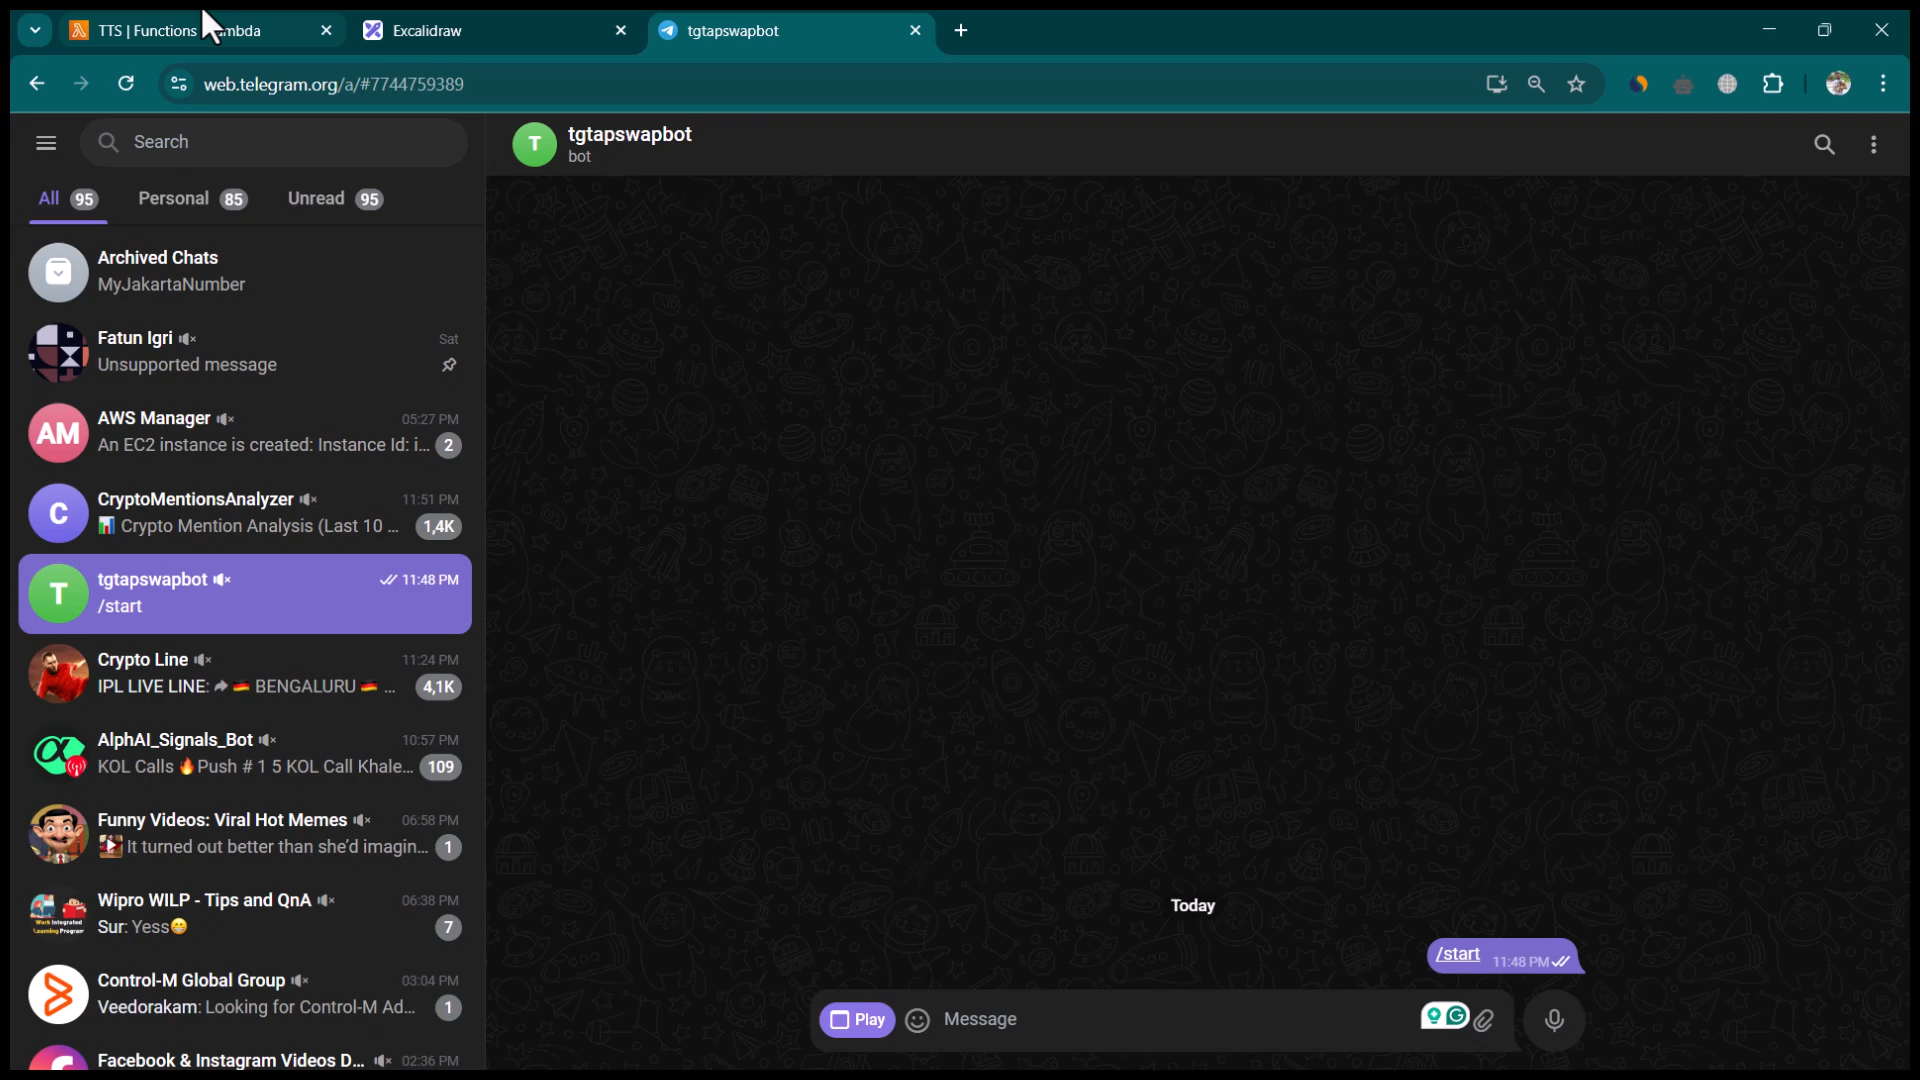 TTS | Functions mbda
Excalidraw
tgtapswapbot
web.telegram.org/a/#7744759389
Search
All 95
Personal 85
Unread 95
Archived Chats
MyJakartaNumber
Fatun Igri
Sat
Unsupported message
AM
AWS Manager
05:27 PM
An EC2 instance is created: Instance Id: i...
2
C
CryptoMentionsAnalyzer
11:51 PM
📊 Crypto Mention Analysis (Last 10 ...
1,4K
T
tgtapswapbot
11:48 PM
/start
Crypto Line
11:24 PM
IPL LIVE LINE: 🇩🇪 BENGALURU 🇩🇪 ...
4,1K
AlphAI_Signals_Bot
10:57 PM
KOL Calls 🔥Push # 1 5 KOL Call Khale...
109
Funny Videos: Viral Hot Memes
06:58 PM
It turned out better than she'd imagin...
1
Wipro WILP - Tips and QnA
06:38 PM
Sur: Yess😁
7
Control-M Global Group
03:04 PM
Veedorakam: Looking for Control-M Ad...
1
Facebook & Instagram Videos D...
02:36 PM
T
tgtapswapbot
bot
Today
/start 11:48 PM
Play
Message